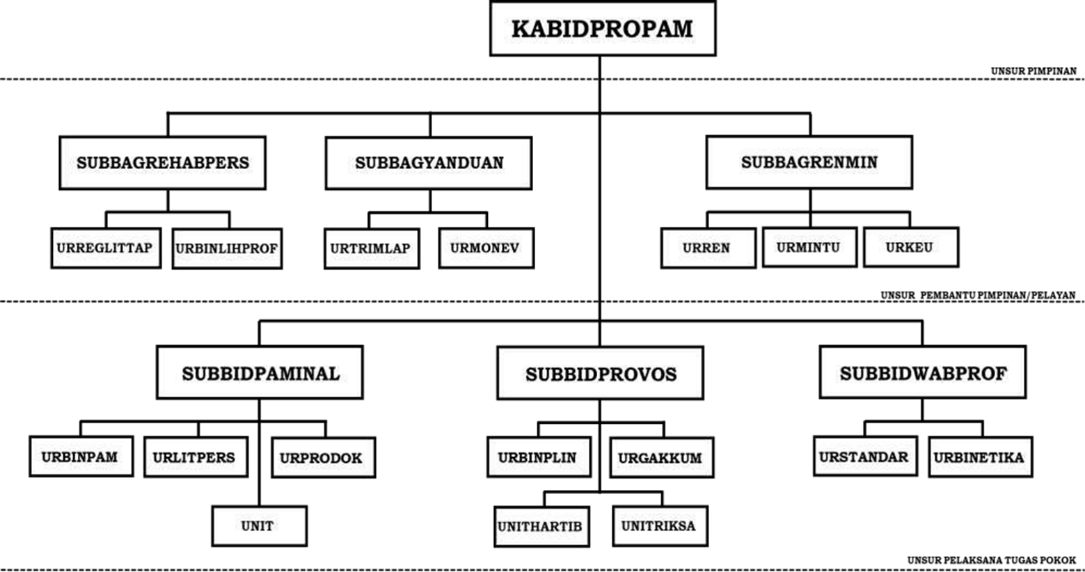 KABIDPROPAM
UNSUR PIMPINAN
SUBBAGREHABPERS
SUBBAGYANDUAN
SUBBAGRENMIN
URREGLITTAP
URBINLIHPROF
URTRIMLAP
URMONEV
URREN
URMINTU
URKEU
UNSUR PEMBANTU PIMPINAN/PELAYAN
SUBBIDPAMINAL
SUBBIDPROVOS
SUBBIDWABPROF
URBINPAM
URLITPERS
URPRODOK
URBINPLIN
URGAKKUM
URSTANDAR
URBINETIKA
UNIT
UNITHARTIB
UNITRIKSA
UNSUR PELAKSANA TUGAS POKOK